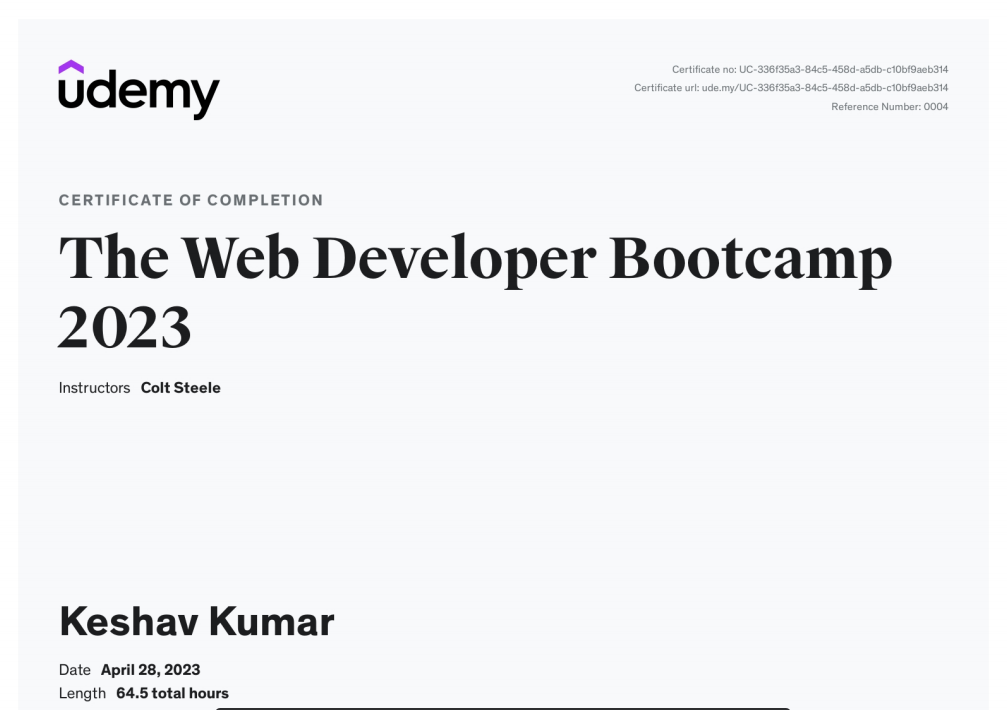 udemy
Certificate no: UC-336f35a3-84c5-458d-a5db-c10bf9aeb314
Certificate url: ude.my/UC-336f35a3-84c5-458d-a5db-c10bf9aeb314
Reference Number: 0004
CERTIFICATE OF COMPLETION
The Web Developer Bootcamp
2023
Instructors Colt Steele
Keshav Kumar
Date April 28, 2023
Length 64.5 total hours